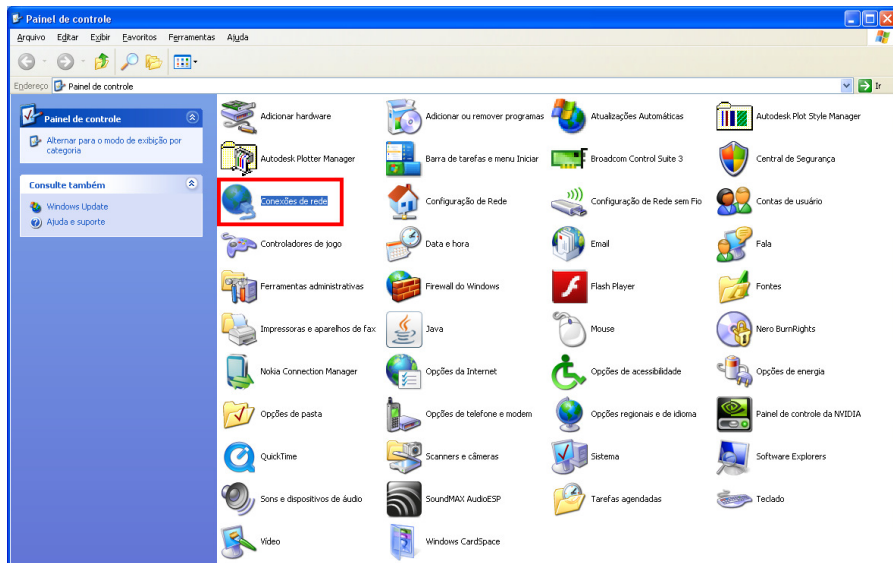 Painel de controle
Arquivo Editar Exibir Favoritos Ferramentas Ajuda
Endereço Painel de controle Ir
Painel de controle
Alternar para o modo de exibição por
categoria
Consulte também
Windows Update
Ajuda e suporte
Adicionar hardware Adicionar ou remover programas Atualizações Automáticas Autodesk Plot Style Manager
Autodesk Plotter Manager Barra de tarefas e menu Iniciar Broadcom Control Suite 3 Central de Segurança
Conexões de rede Configuração de Rede Configuração de Rede sem Fio Contas de usuário
Controladores de jogo Data e hora Email Fala
Ferramentas administrativas Firewall do Windows Flash Player Fontes
Impressoras e aparelhos de fax Java Mouse Nero BurnRights
Nokia Connection Manager Opções da Internet Opções de acessibilidade Opções de energia
Opções de pasta Opções de telefone e modem Opções regionais e de idioma Painel de controle da NVIDIA
QuickTime Scanners e câmeras Sistema Software Explorers
Sons e dispositivos de áudio SoundMAX AudioESP Tarefas agendadas Teclado
Vídeo Windows CardSpace